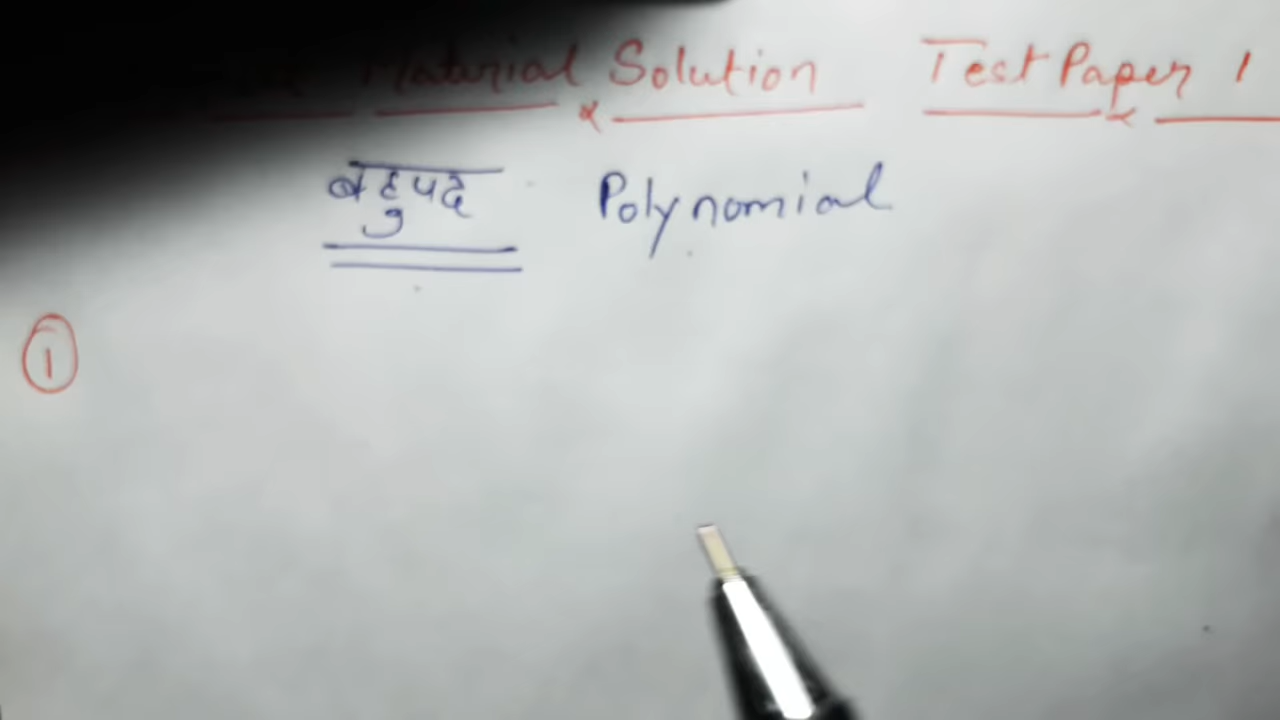 Material Solution Test Paper 1
बहुपद Polynomial
1